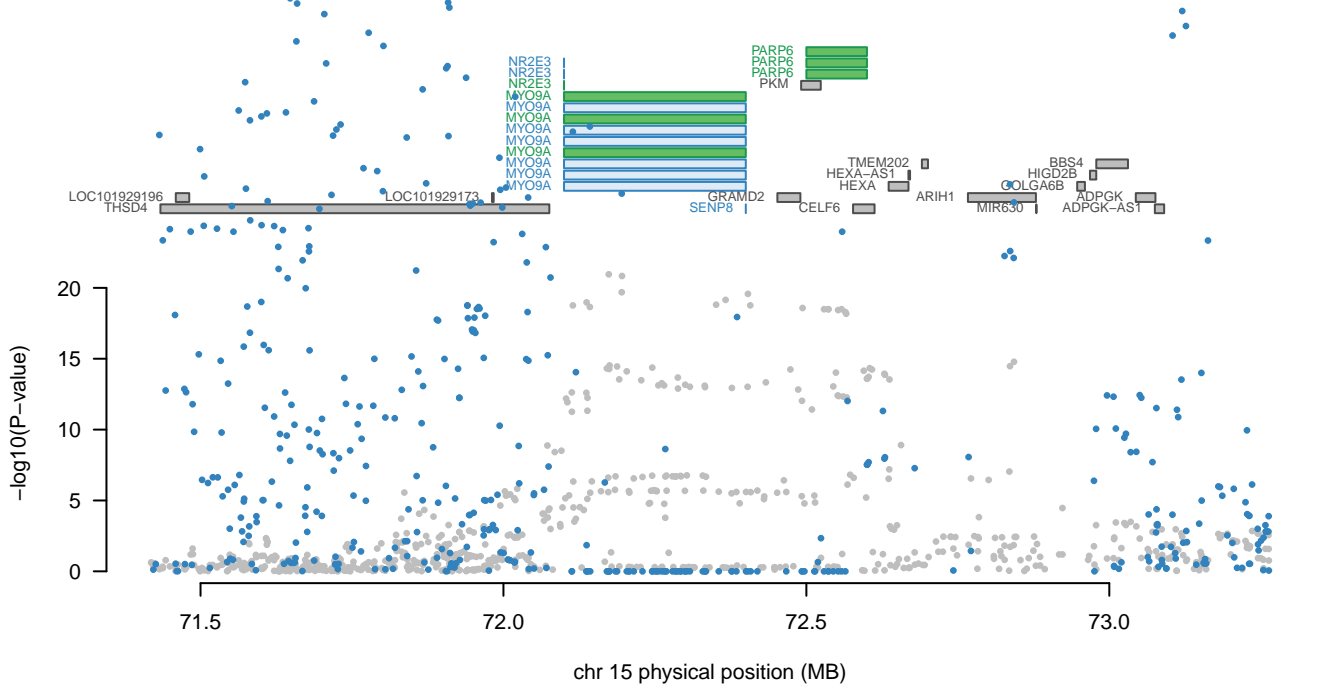 PARP6
NR2E3 PARP6
NR2E3 PARP6
NR2E3 PKM
MYO9A
MYO9A
MYO9A
MYO9A
MYO9A
MYO9A
MYO9A TMEM202 BBS4
MYO9A HEXA−AS1 HIGD2B
MYO9A HEXA GOLGA6B
LOC101929196 LOC101929173 GRAMD2 ARIH1 ADPGK
THSD4 SENP8 CELF6 MIR630 ADPGK−AS1
20
15
10
5
0
−log10(P−value)
71.5 72.0 72.5 73.0
chr 15 physical position (MB)